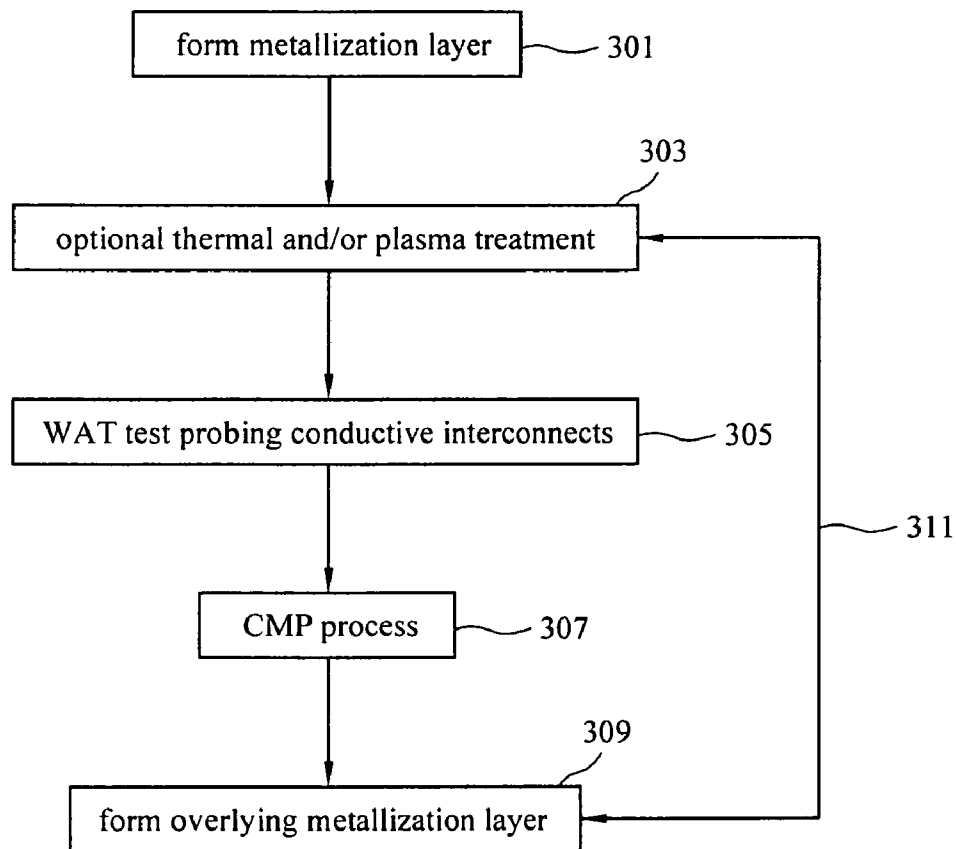 form metallization layer
301
303
optional thermal and/or plasma treatment
WAT test probing conductive interconnects
305
311
CMP process
307
309
form overlying metallization layer